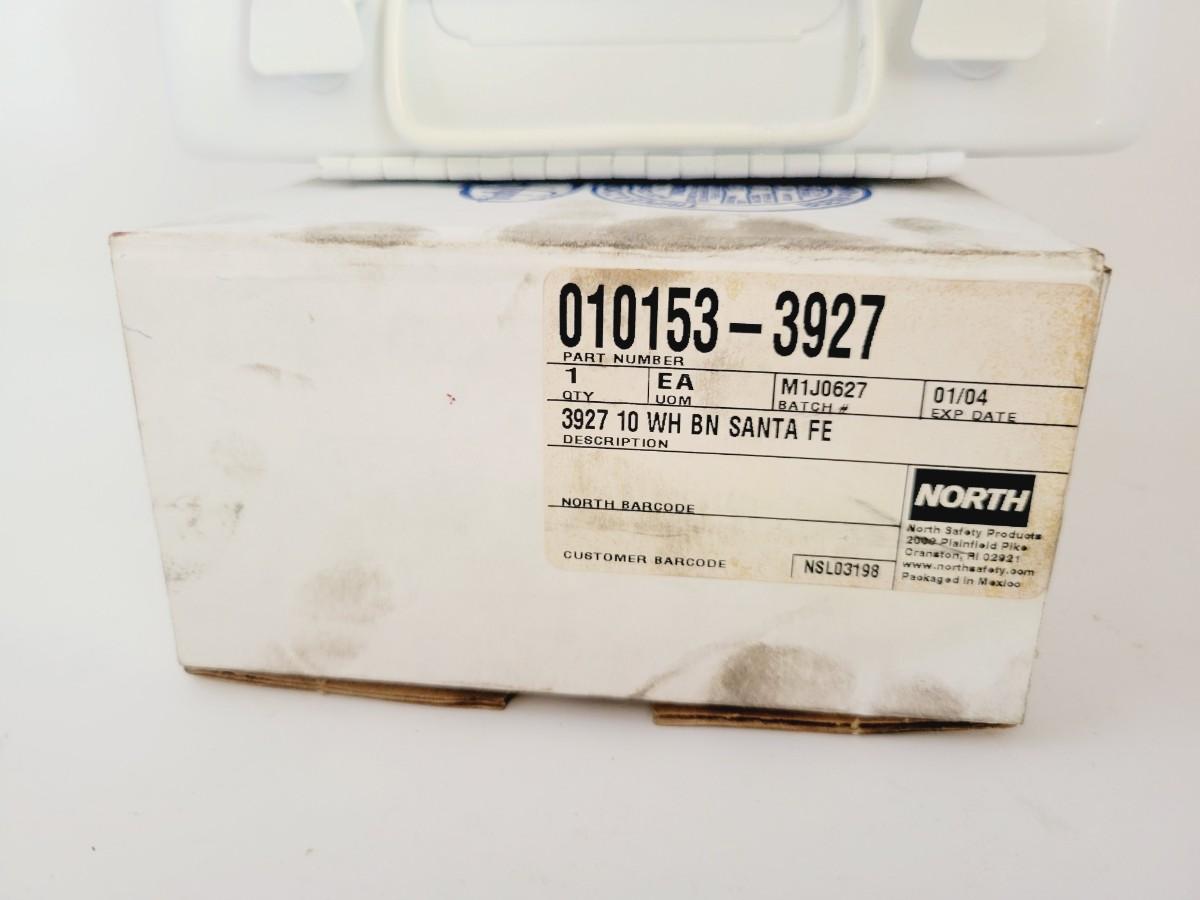 010153-3927
PART NUMBER
1 EA M1J0627 01/04
QTY UOM BATCH # EXP DATE
3927 10 WH BN SANTA FE
DESCRIPTION
NORTH BARCODE
CUSTOMER BARCODE
NSL03198
NORTH
North Safety Products
2000 Plainfield Pike
Cranston, RI 02921
www.northsafety.com
Packaged in Mexico